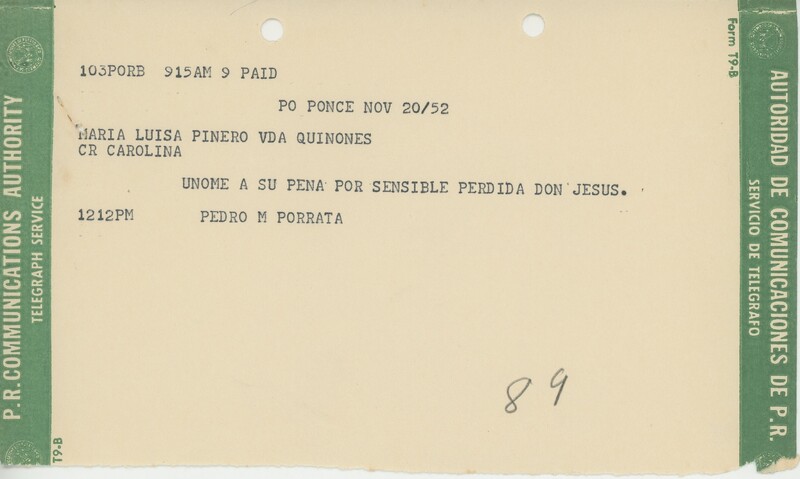 P.R. COMMUNICATIONS AUTHORITY
TELEGRAPH SERVICE
T9-B
103PORB 915AM 9 PAID
PO PONCE NOV 20/52
MARIA LUISA PINERO VDA QUINONES
CR CAROLINA
UNOME A SU PENA POR SENSIBLE PERDIDA DON JESUS.
1212PM PEDRO M PORRATA
89
Form T9-B
AUTORIDAD DE COMUNICACIONES DE P.R.
SERVICIO DE TELEGRAFO